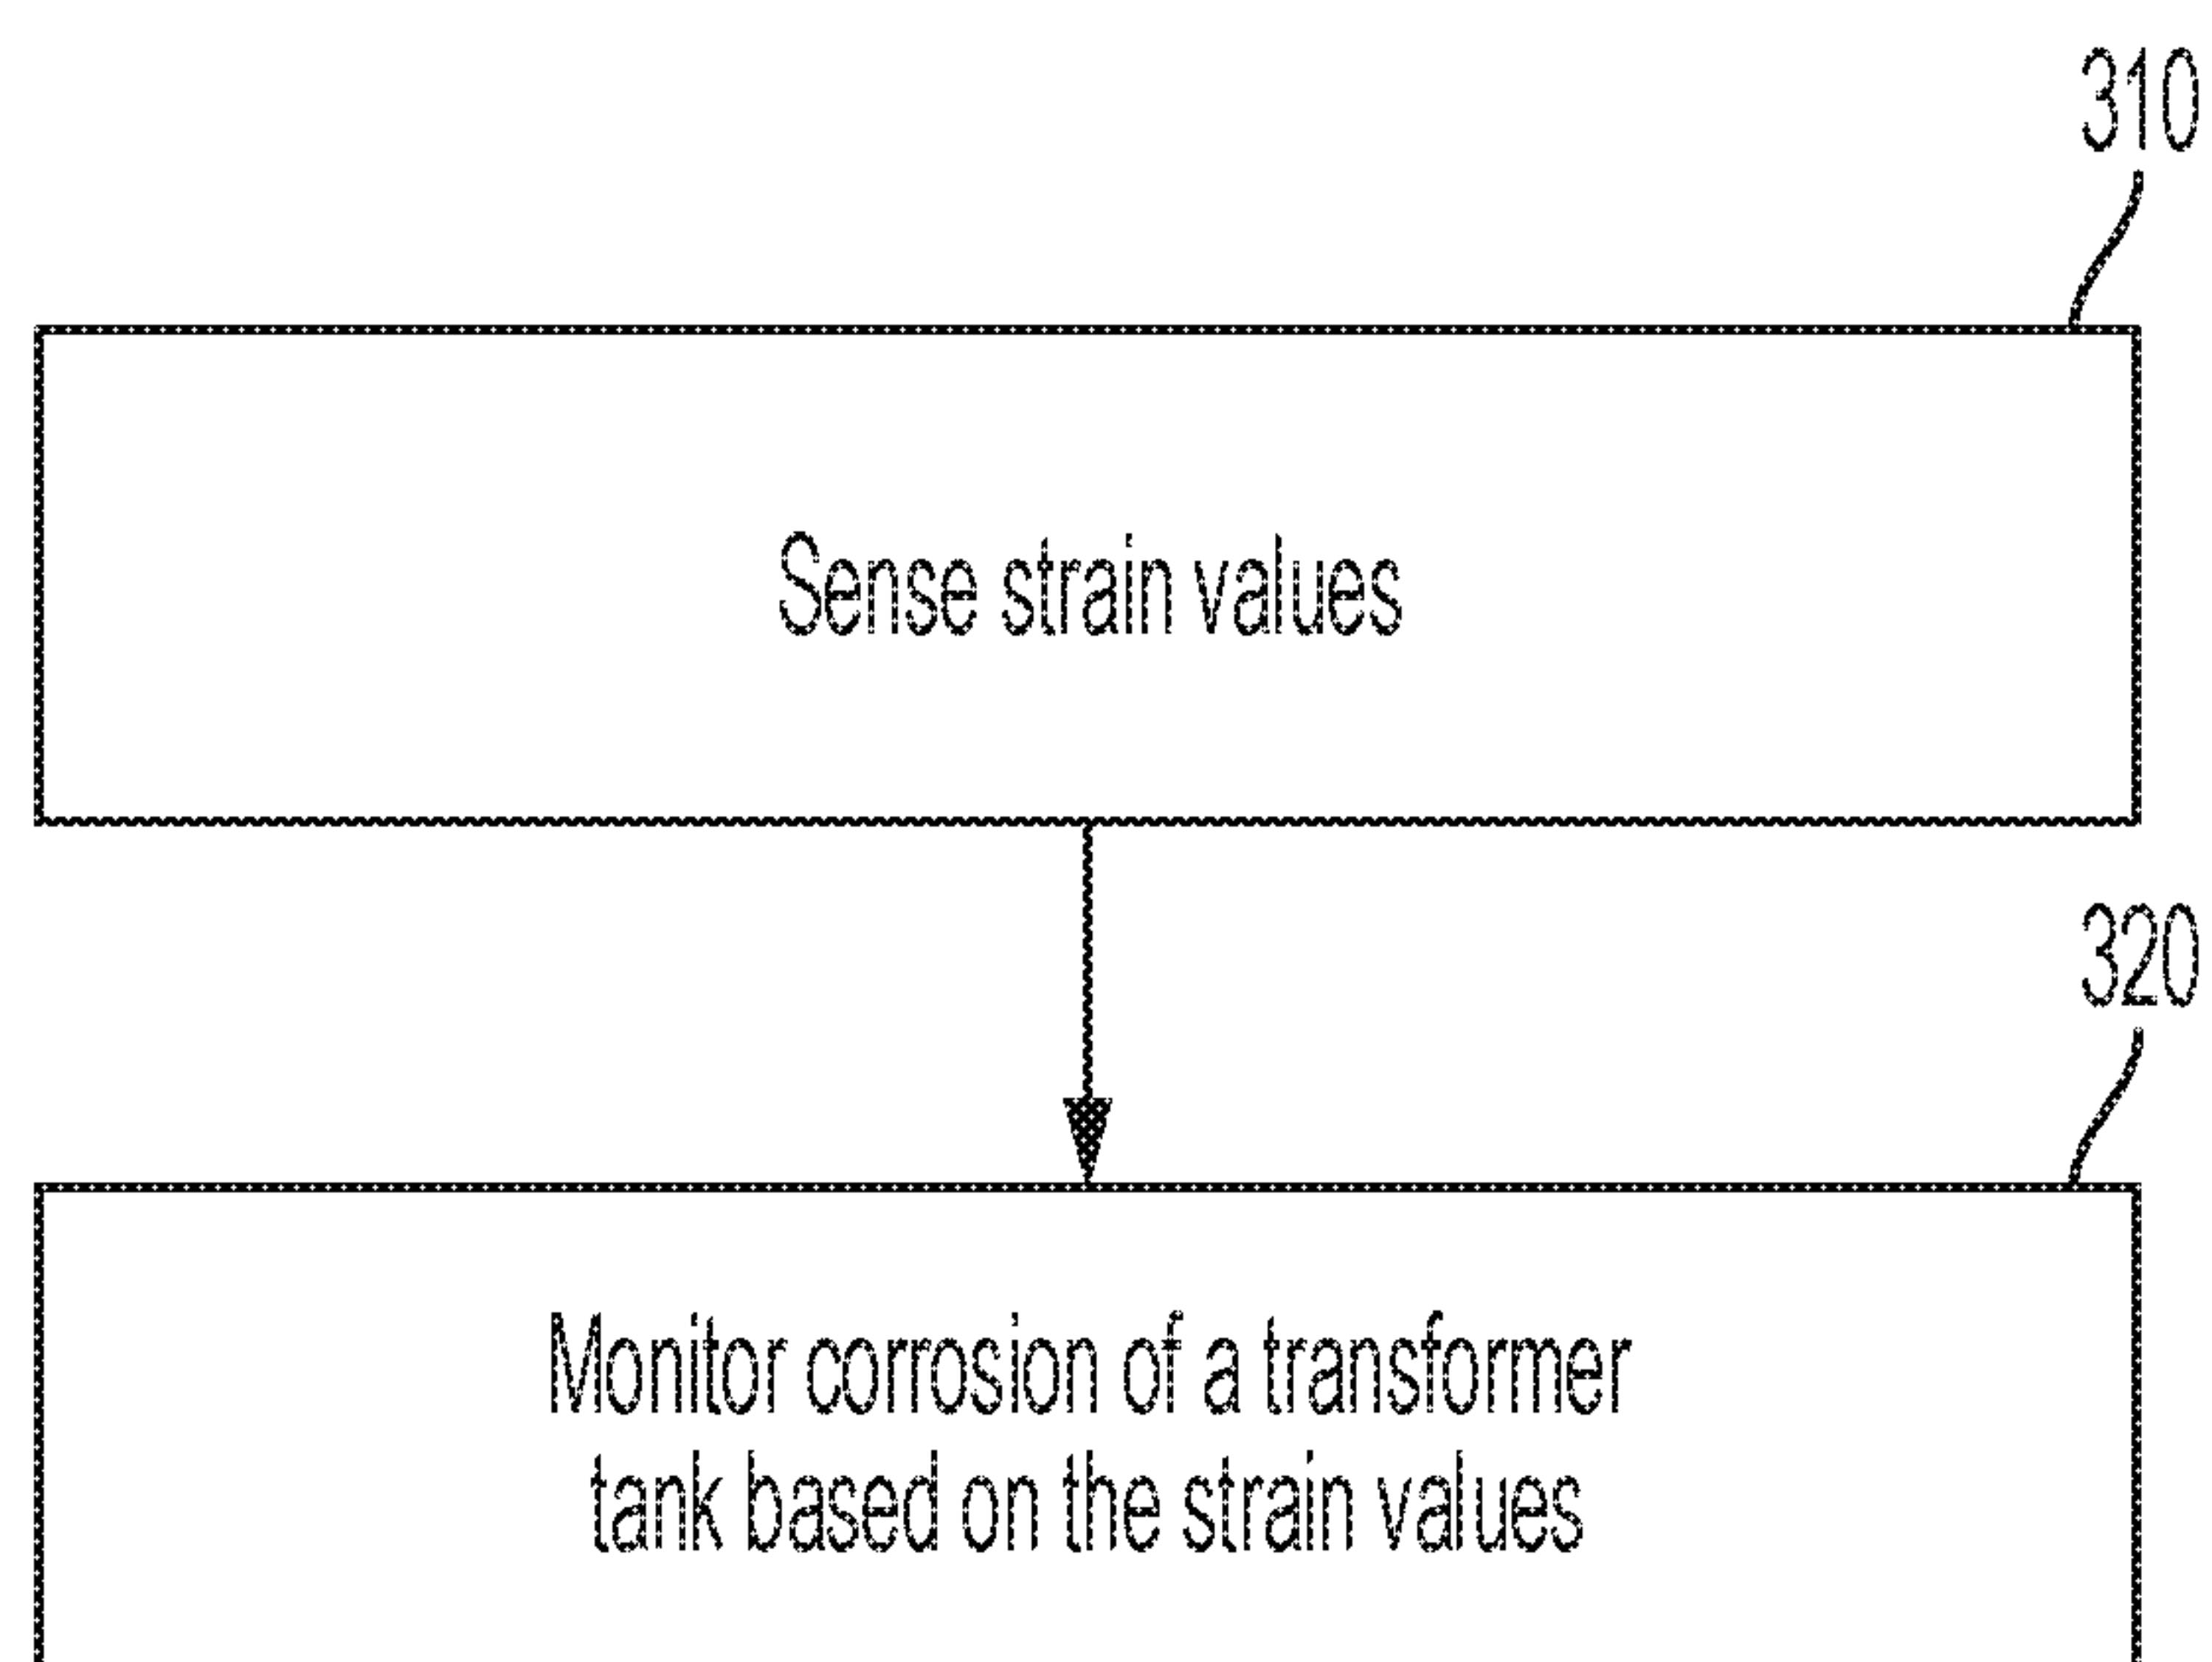 310
Sense strain values
320
Monitor corrosion of a transformer
tank based on the strain values